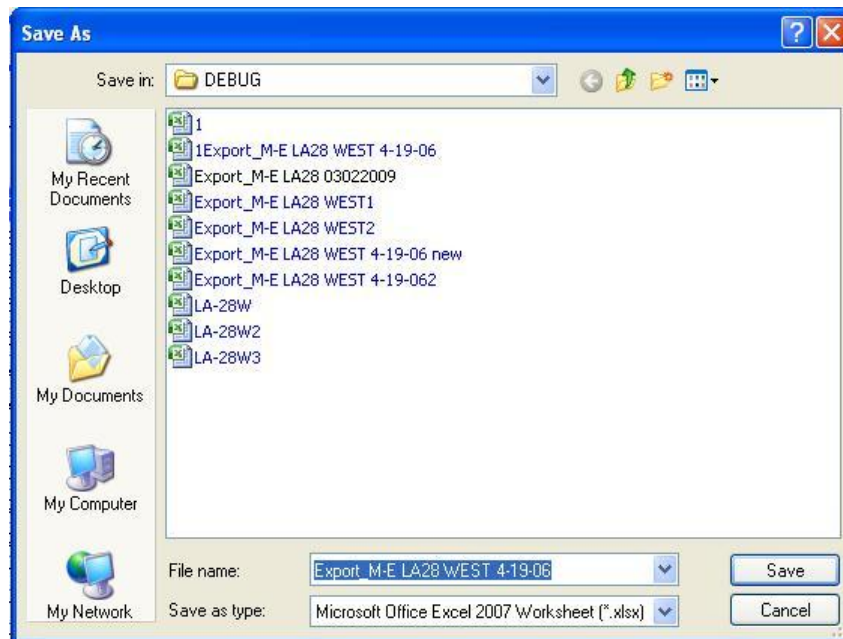 Save As
Save in:
DEBUG
My Recent
Documents
Desktop
My Documents
My Computer
My Network
1
1Export_M-E LA28 WEST 4-19-06
Export_M-E LA28 03022009
Export_M-E LA28 WEST1
Export_M-E LA28 WEST2
Export_M-E LA28 WEST 4-19-06 new
Export_M-E LA28 WEST 4-19-062
LA-28W
LA-28W2
LA-28W3
File name:
Export_M-E LA28 WEST 4-19-06
Save
Save as type:
Microsoft Office Excel 2007 Worksheet (*.xlsx)
Cancel